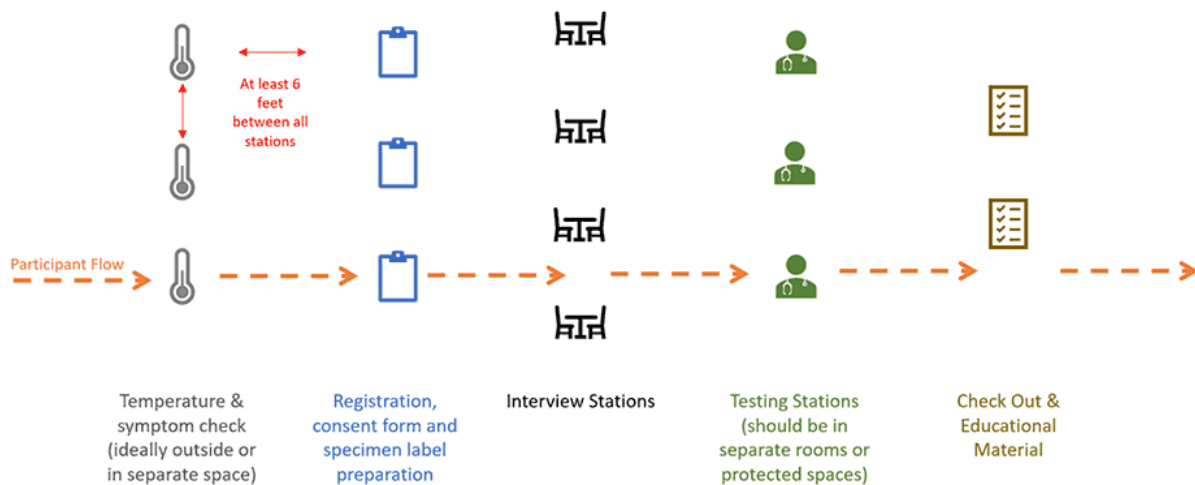 At least 6
feet
between all
stations
Participant Flow
Temperature &
symptom check
(ideally outside or
in separate space)
Registration,
consent form and
specimen label
preparation
Interview Stations
Testing Stations
(should be in
separate rooms or
protected spaces)
Check Out &
Educational
Material